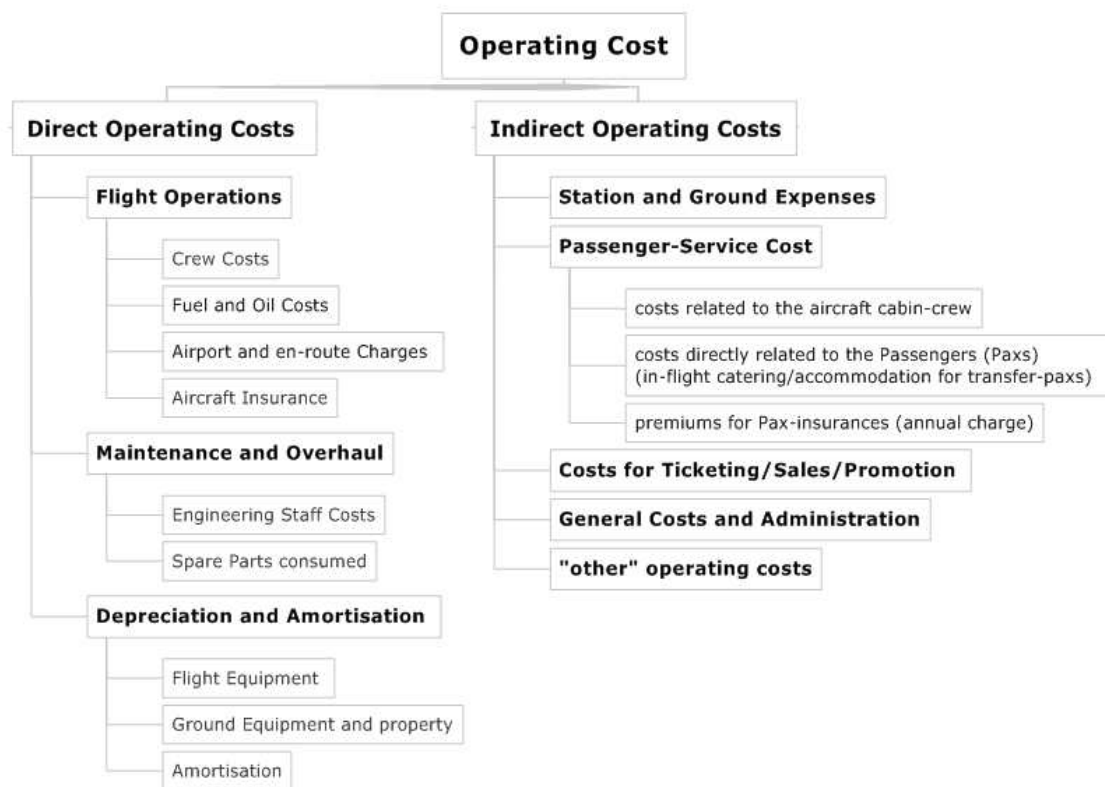 Operating Cost
Direct Operating Costs
Flight Operations
Crew Costs
Fuel and Oil Costs
Airport and en-route Charges
Aircraft Insurance
Maintenance and Overhaul
Engineering Staff Costs
Spare Parts consumed
Depreciation and Amortisation
Flight Equipment
Ground Equipment and property
Amortisation
Indirect Operating Costs
Station and Ground Expenses
Passenger-Service Cost
costs related to the aircraft cabin-crew
costs directly related to the Passengers (Paxs)
(in-flight catering/accommodation for transfer-paxs)
premiums for Pax-insurances (annual charge)
Costs for Ticketing/Sales/Promotion
General Costs and Administration
"other" operating costs